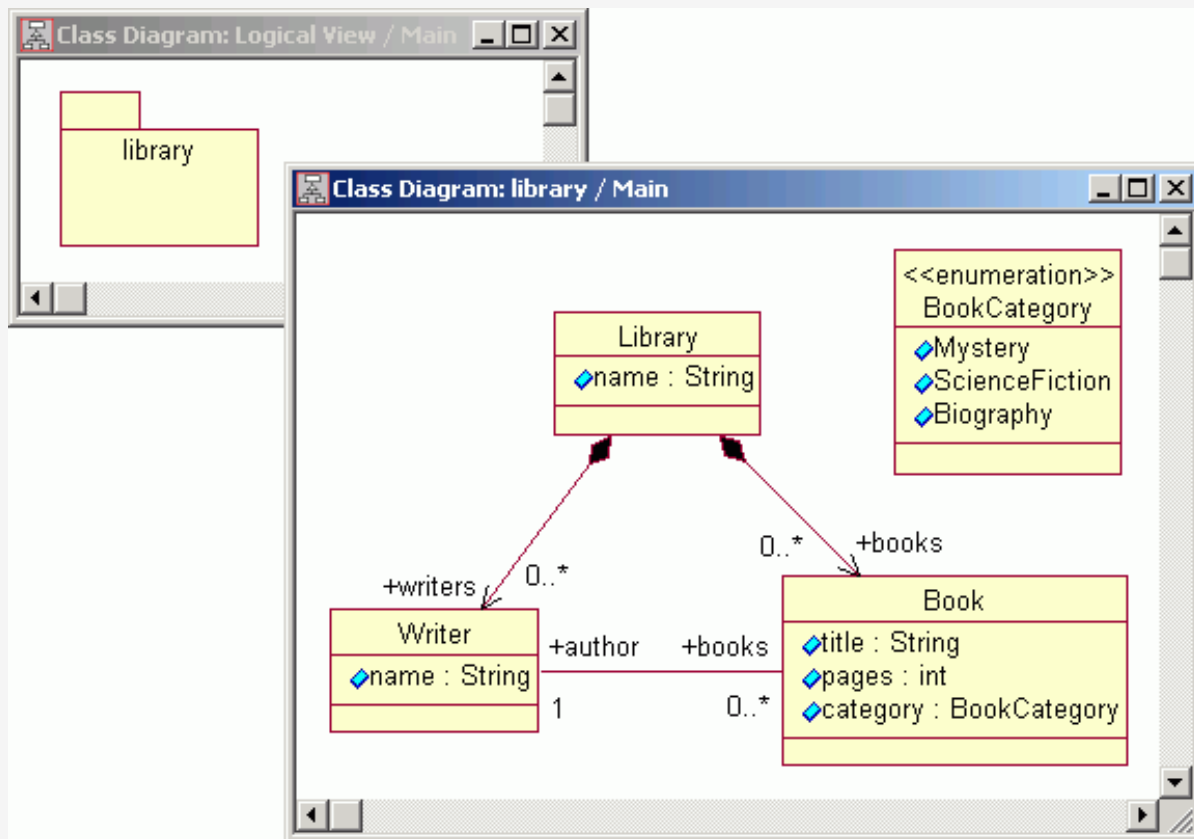 Class Diagram: Logical View / Main
library
Class Diagram: library / Main
<<enumeration>>
BookCategory
Mystery
ScienceFiction
Biography
Library
name : String
0..*
+books
+writers
0..*
Writer
name : String
+author
+books
1
0..*
Book
title : String
pages : int
category : BookCategory